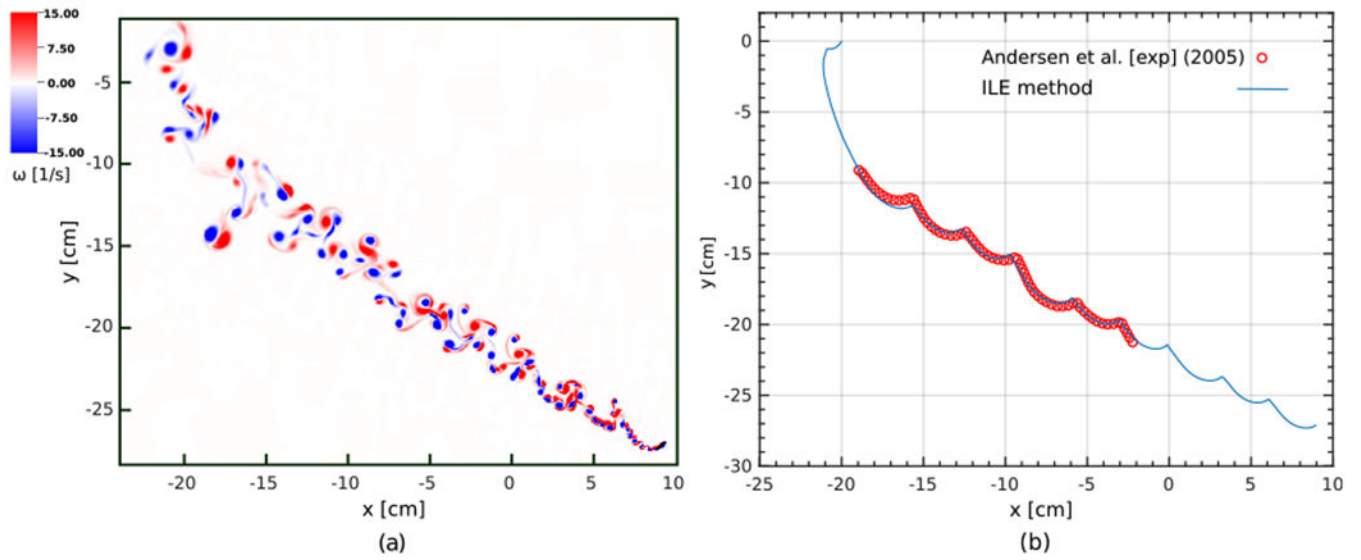 15.00
7.50
0.00
-7.50
-15.00
ω [1/s]
-5
-10
-15
-20
-25
y [cm]
-20 -15 -10 -5 0 5 10
x [cm]
(a)
0
-5
-10
-15
-20
-25
-30
y [cm]
Andersen et al. [exp] (2005)
ILE method
-25 -20 -15 -10 -5 0 5 10
x [cm]
(b)